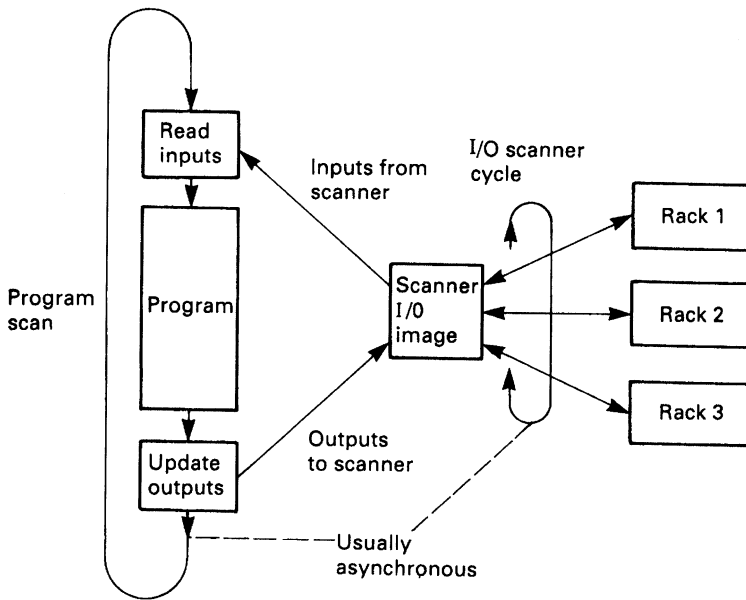 Read
inputs
Inputs from
scanner
I/O scanner
cycle
Rack 1
Program
scan
Program
Scanner
I/0
image
Rack 2
Rack 3
Update
outputs
Outputs
to scanner
Usually
asynchronous